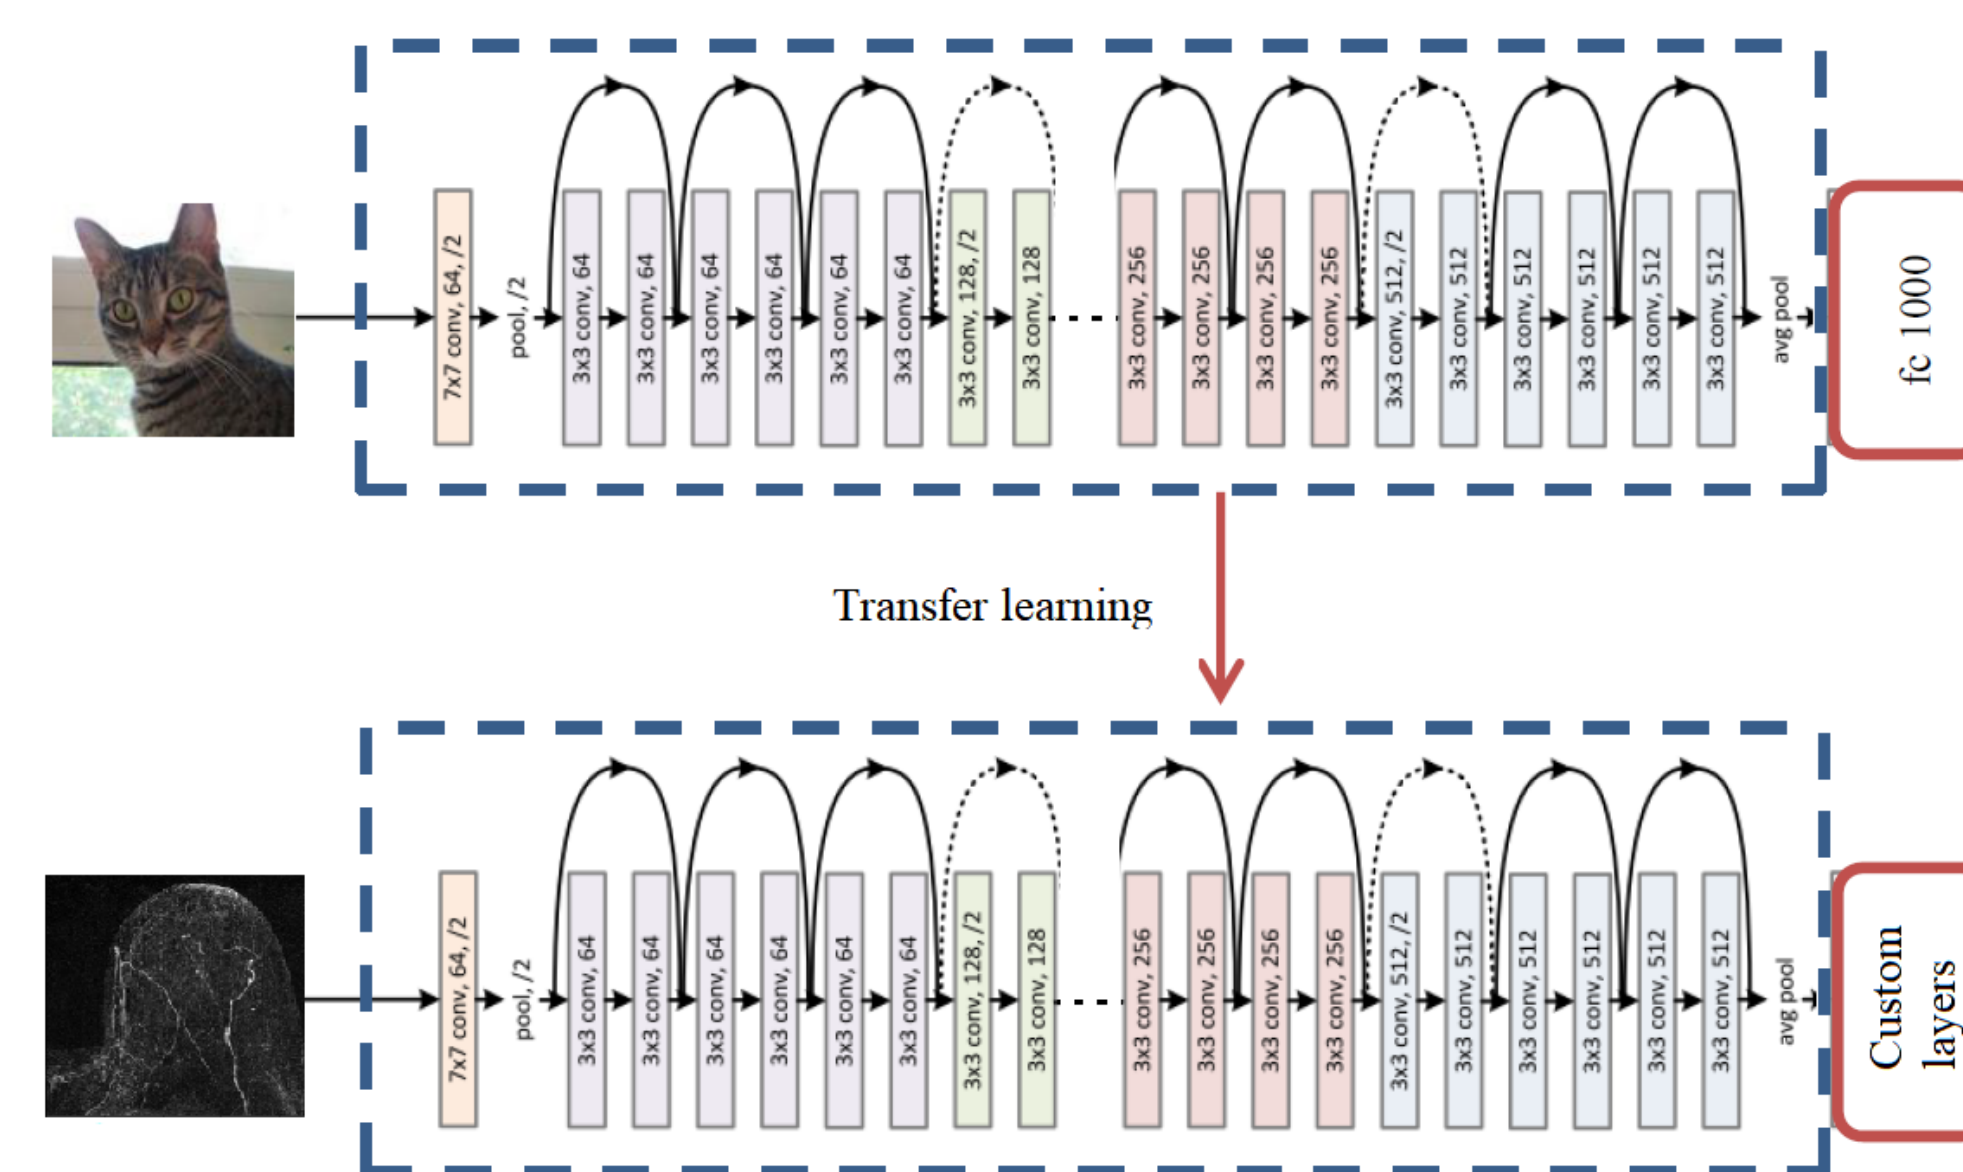 7x7 conv, 64, /2
pool, /2
3x3 conv, 64
3x3 conv, 64
3x3 conv, 64
3x3 conv, 64
3x3 conv, 64
3x3 conv, 64
3x3 conv, 128, /2
3x3 conv, 128
3x3 conv, 256
3x3 conv, 256
3x3 conv, 256
3x3 conv, 256
3x3 conv, 512, /2
3x3 conv, 512
3x3 conv, 512
3x3 conv, 512
3x3 conv, 512
3x3 conv, 512
avg pool
fc 1000
Transfer learning
7x7 conv, 64, /2
pool, /2
3x3 conv, 64
3x3 conv, 64
3x3 conv, 64
3x3 conv, 64
3x3 conv, 64
3x3 conv, 64
3x3 conv, 128, /2
3x3 conv, 128
3x3 conv, 256
3x3 conv, 256
3x3 conv, 256
3x3 conv, 256
3x3 conv, 512, /2
3x3 conv, 512
3x3 conv, 512
3x3 conv, 512
3x3 conv, 512
3x3 conv, 512
avg pool
Custom
layers